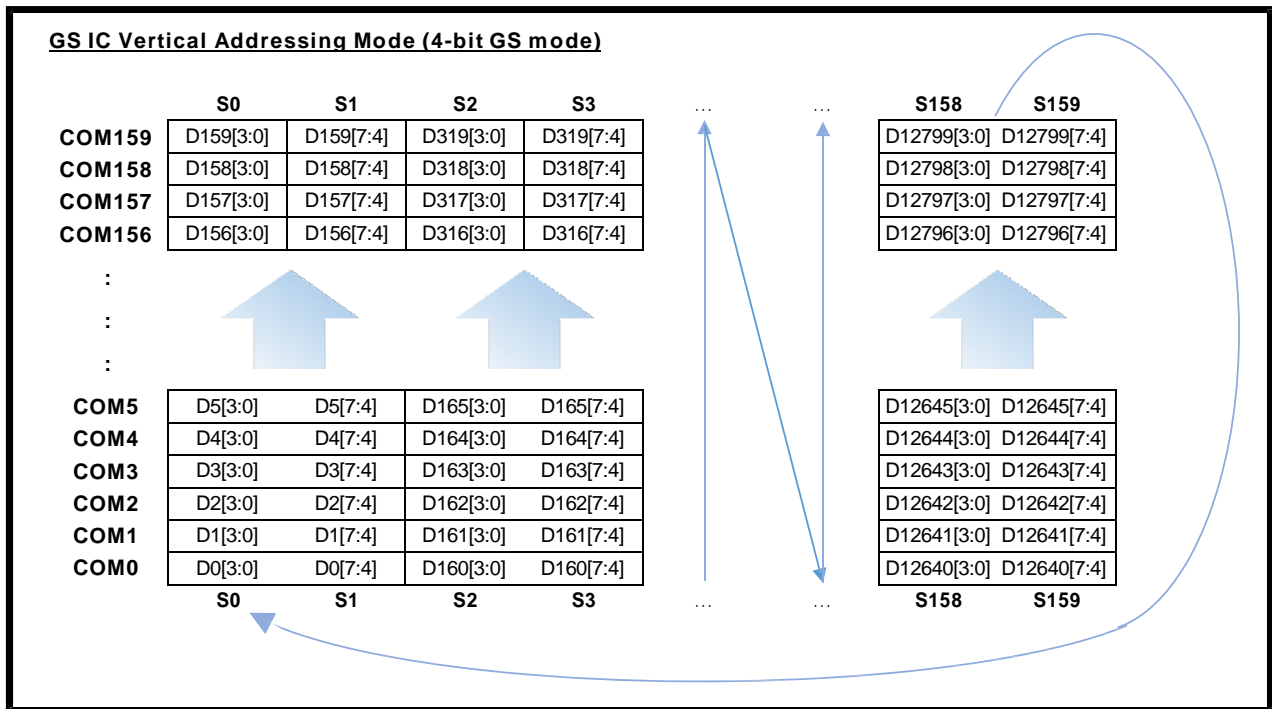 GS IC Vertical Addressing Mode (4-bit GS mode)
S0 S1 S2 S3 ... ... S158 S159
COM159 D159[3:0] D159[7:4] D319[3:0] D319[7:4] D12799[3:0] D12799[7:4]
COM158 D158[3:0] D158[7:4] D318[3:0] D318[7:4] D12798[3:0] D12798[7:4]
COM157 D157[3:0] D157[7:4] D317[3:0] D317[7:4] D12797[3:0] D12797[7:4]
COM156 D156[3:0] D156[7:4] D316[3:0] D316[7:4] D12796[3:0] D12796[7:4]
:
:
:
COM5 D5[3:0] D5[7:4] D165[3:0] D165[7:4] D12645[3:0] D12645[7:4]
COM4 D4[3:0] D4[7:4] D164[3:0] D164[7:4] D12644[3:0] D12644[7:4]
COM3 D3[3:0] D3[7:4] D163[3:0] D163[7:4] D12643[3:0] D12643[7:4]
COM2 D2[3:0] D2[7:4] D162[3:0] D162[7:4] D12642[3:0] D12642[7:4]
COM1 D1[3:0] D1[7:4] D161[3:0] D161[7:4] D12641[3:0] D12641[7:4]
COM0 D0[3:0] D0[7:4] D160[3:0] D160[7:4] D12640[3:0] D12640[7:4]
S0 S1 S2 S3 ... ... S158 S159